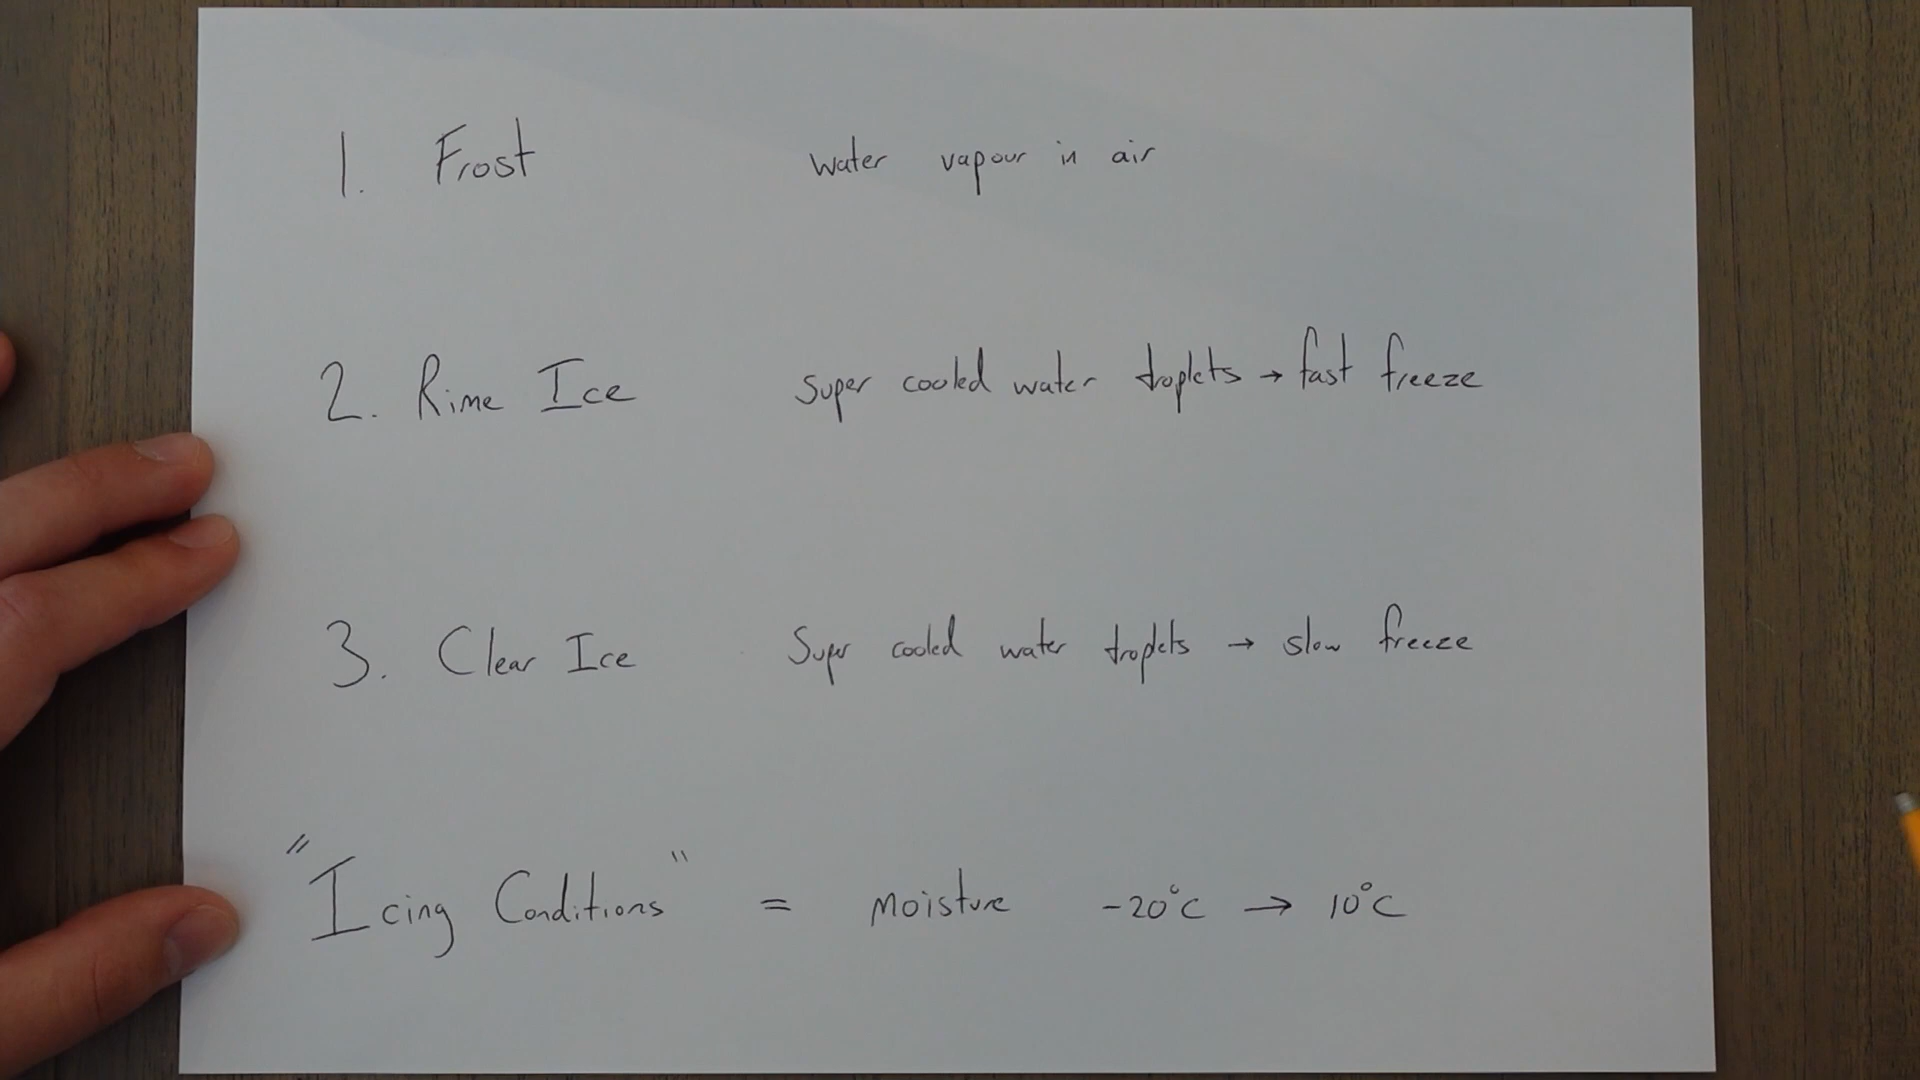 1. Frost water vapour in air
2. Rime Ice super cooled water droplets → fast freeze
3. Clear Ice Super cooled water droplets → slow freeze
"Icing Conditions" = moisture -20°C → 10°C